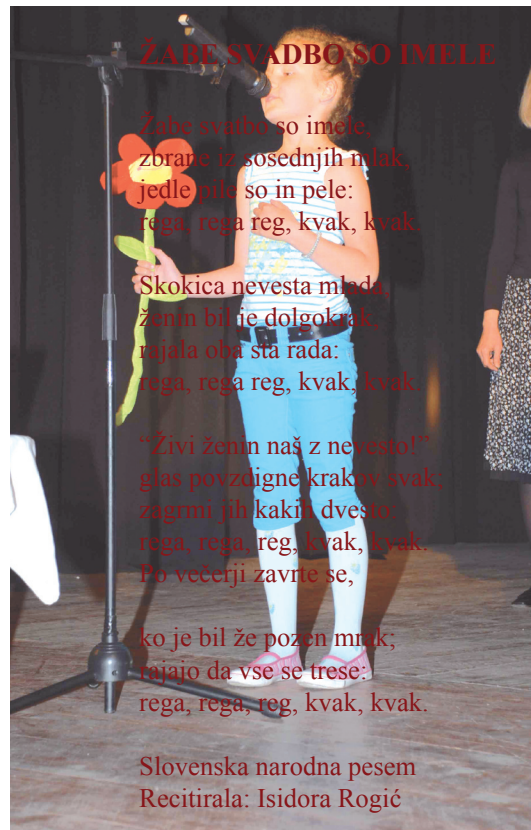 ŽABE SVADBO SO IMELE
Žabe svatbo so imele,
zbrane iz sosednjih mlak,
jedle pile so in pele:
rega, rega reg, kvak, kvak
Skokica nevesta mlada,
ženin bil je dolgokrak,
rajala oba sta rada:
rega, rega reg, kvak, kvak.
“Živi ženin naš z nevesto!”
glas povzdigne krakov svak;
zagrmi jih kakih dvesto:
rega, rega, reg, kvak, kvak.
Po večerji zavrte se,
ko je bil že pozen mrak;
rajajo da vse se trese:
rega, rega, reg, kvak, kvak.
Slovenska narodna pesem
Recitirala: Isidora Rogić